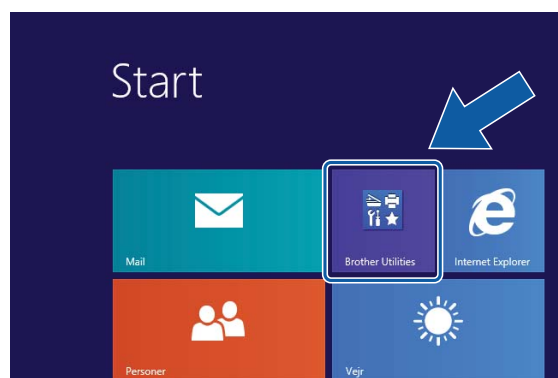 Start
Mail
Brother Utilities
Internet Explorer
Personer
Vejr